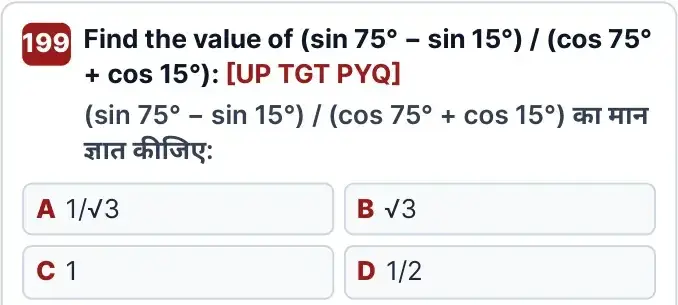 199 Find the value of (sin 75° – sin 15°) / (cos 75°
+ cos 15°): [UP TGT PYQ]
(sin 75° – sin 15°) / (cos 75° + cos 15°) का मान
ज्ञात कीजिए:
A 1/√3
B √3
C 1
D 1/2